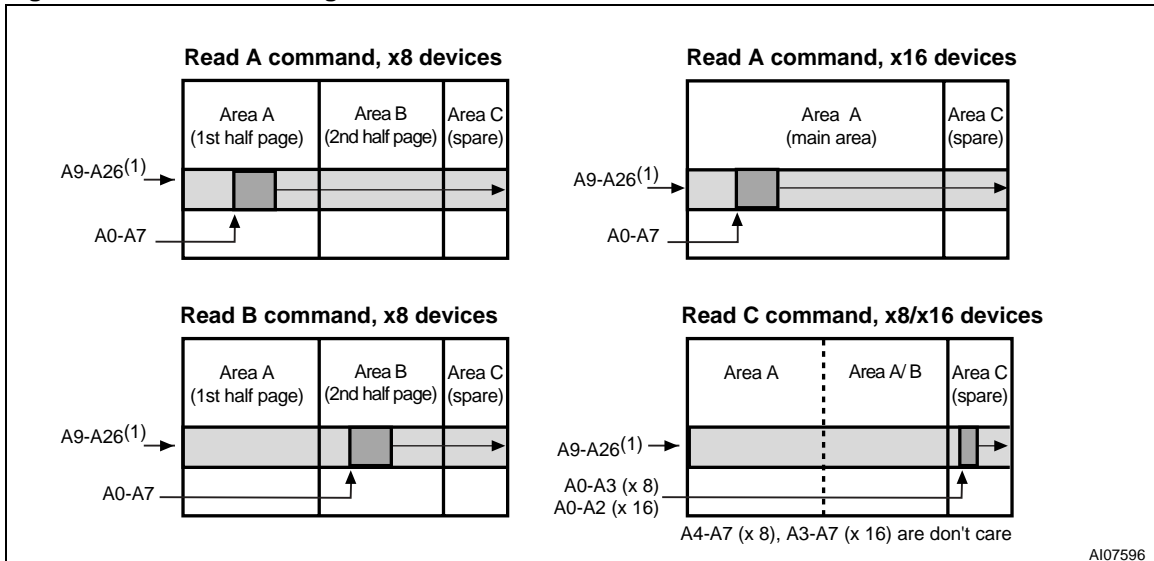 Read A command, x8 devices
Area A
(1st half page)
Area B
(2nd half page)
Area C
(spare)
A9-A26(1)
A0-A7
Read A command, x16 devices
Area A
(main area)
Area C
(spare)
A9-A26(1)
A0-A7
Read B command, x8 devices
Area A
(1st half page)
Area B
(2nd half page)
Area C
(spare)
A9-A26(1)
A0-A7
Read C command, x8/x16 devices
Area A
Area A/ B
Area C
(spare)
A9-A26(1)
A0-A3 (x 8)
A0-A2 (x 16)
A4-A7 (x 8), A3-A7 (x 16) are don't care
AI07596